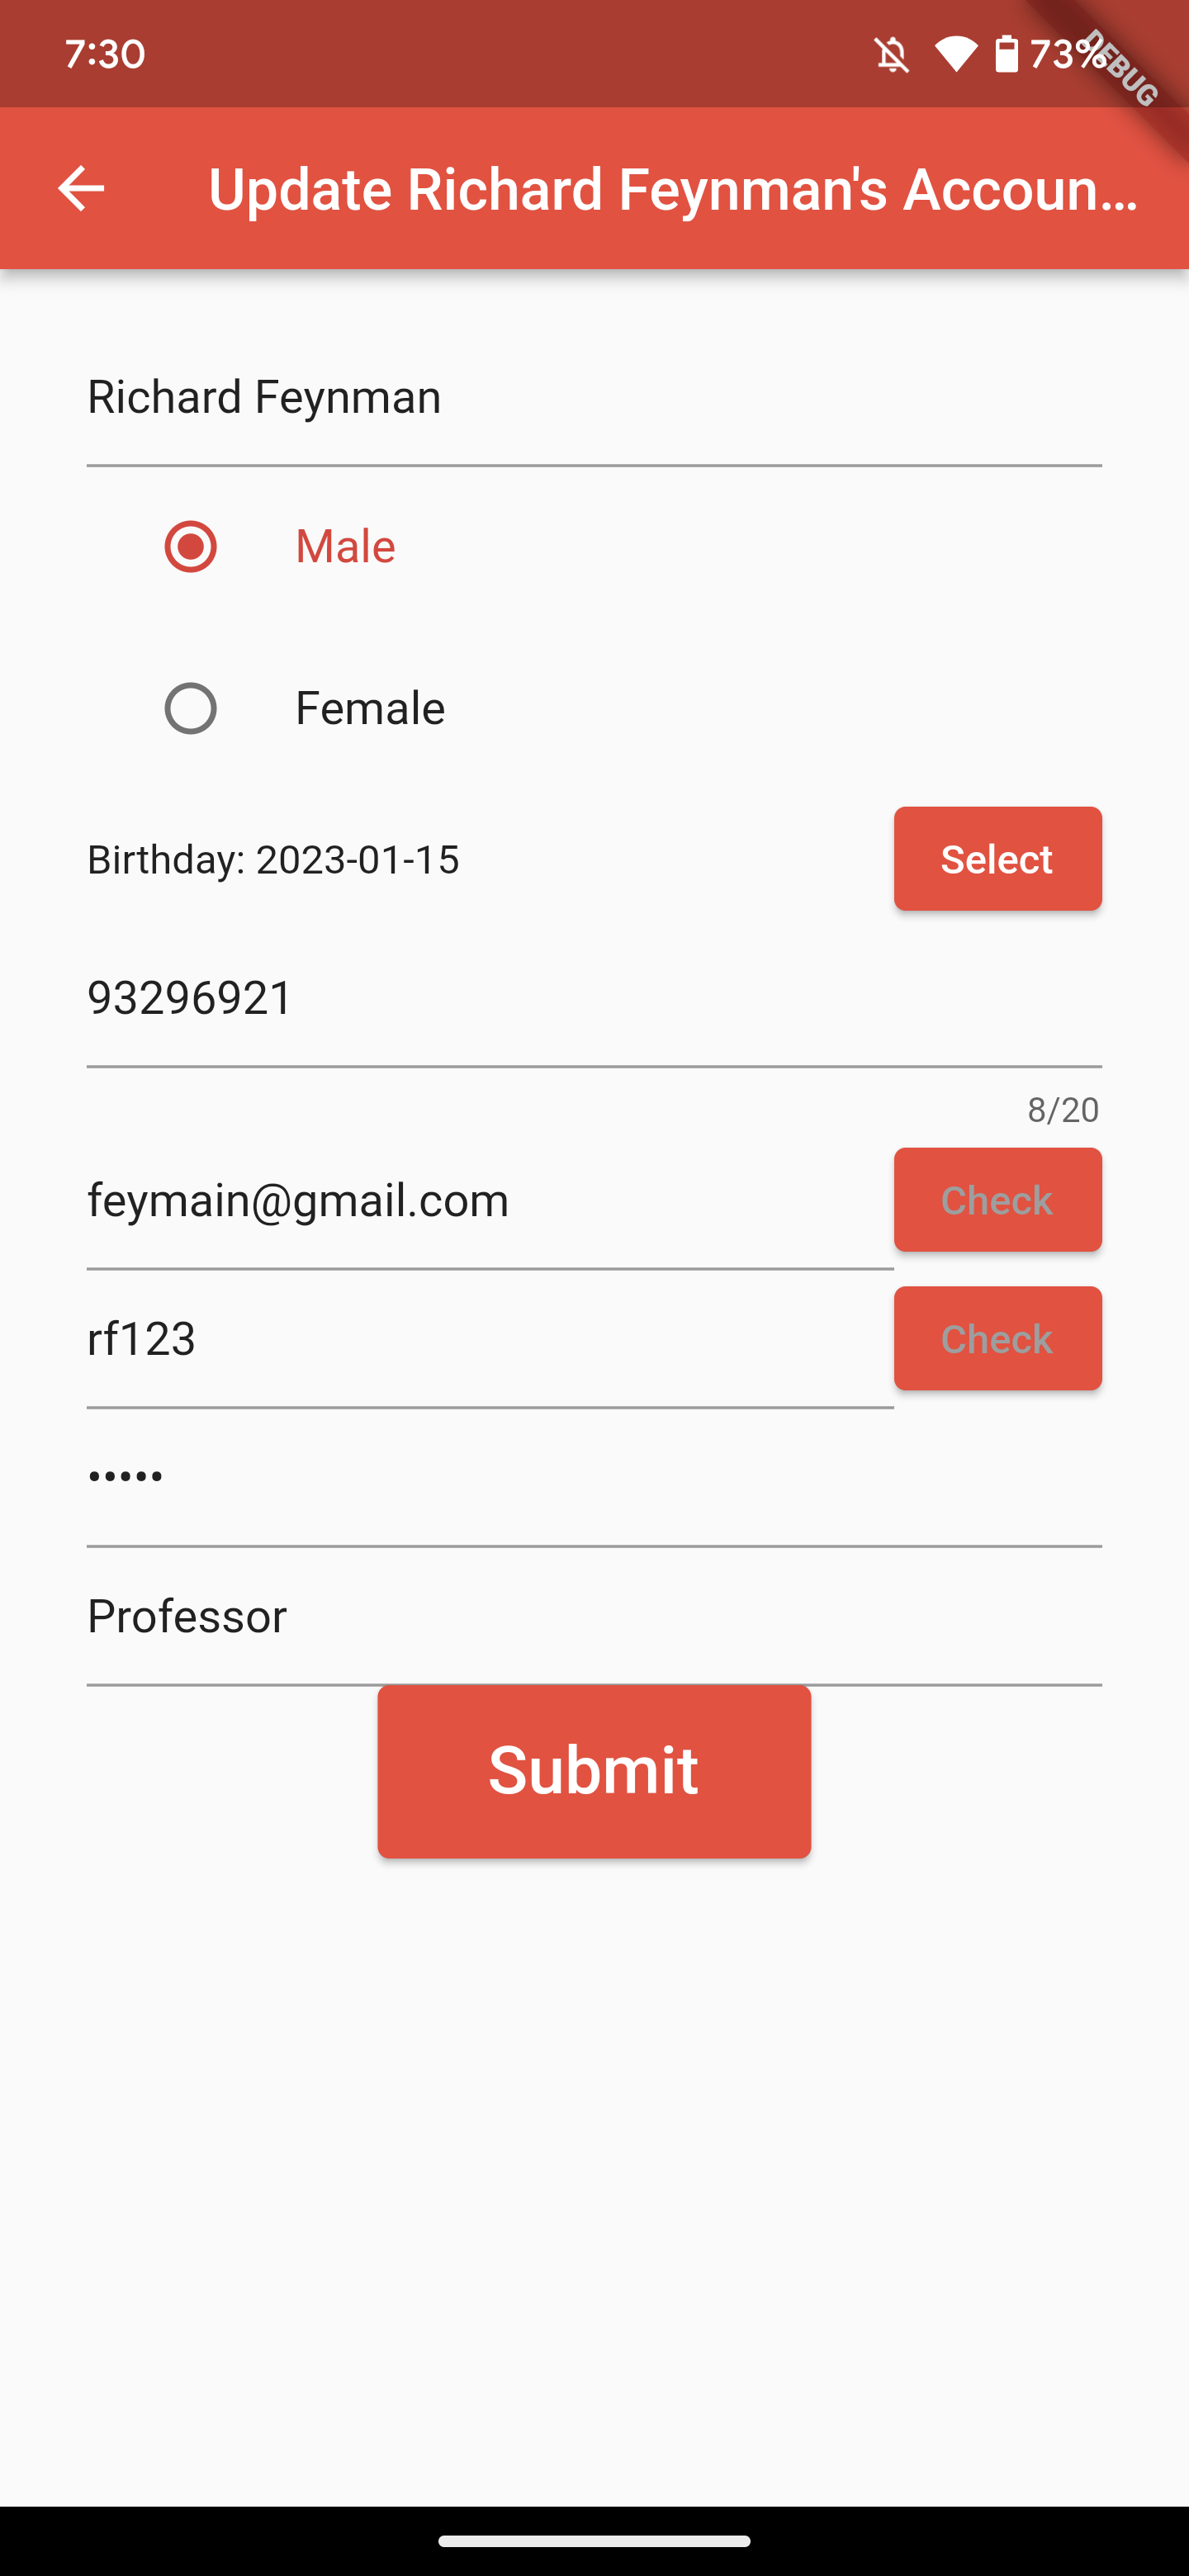 7:30
73%
DEBUG
Update Richard Feynman's Accoun...
Richard Feynman
Male
Female
Birthday: 2023-01-15
Select
93296921
8/20
feymain@gmail.com
Check
rf123
Check
•••••
Professor
Submit